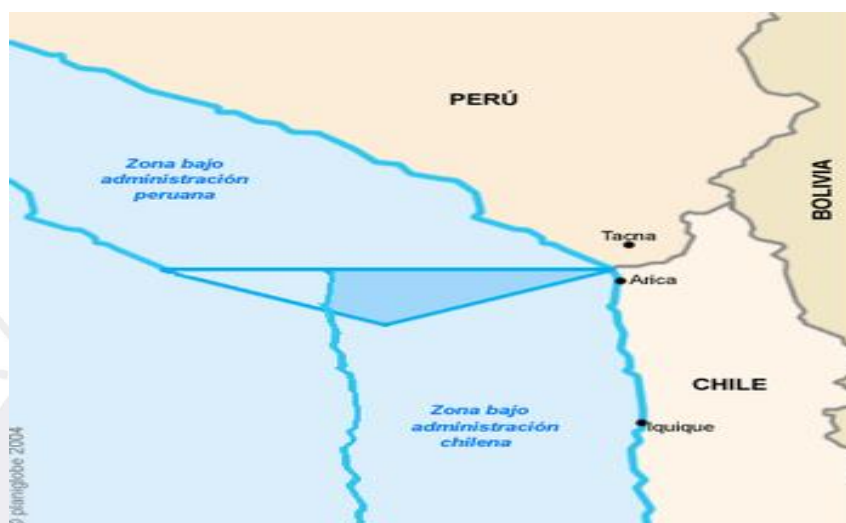 PERÚ
Zona bajo
administración
peruana
BOLIVIA
Tacna
Arica
CHILE
Zona bajo
administración
chilena
Iquique
© planiglobe 2004